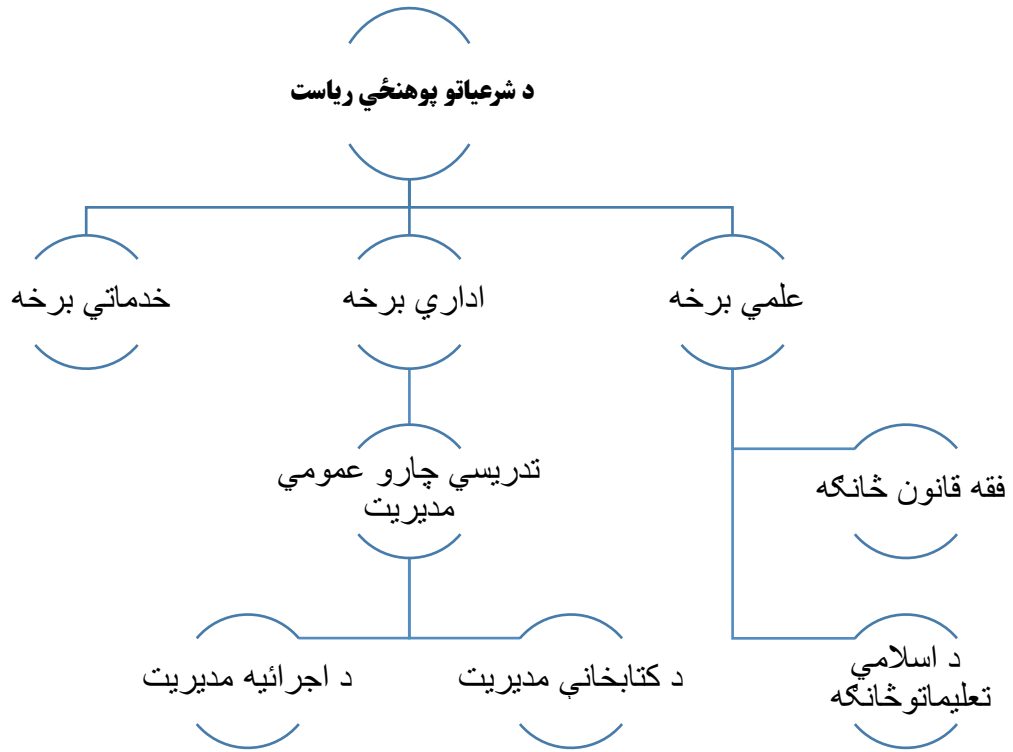 د شرعیاتو پوهنځي ریاست
علمي برخه
اداري برخه
خدماتي برخه
تدریسي چارو عمومي
مدیریت
فقه قانون څانګه
د اسلامي
تعلیماتوڅانګه
د کتابخاني مدیریت
د اجرائیه مدیریت